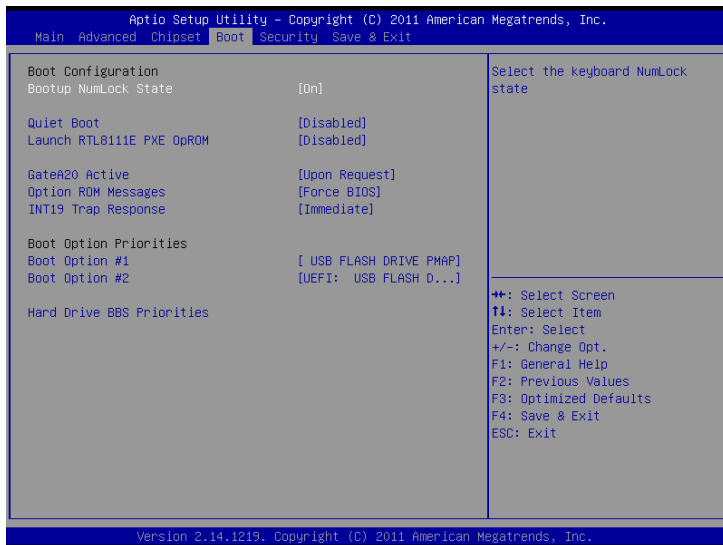 Aptio Setup Utility – Copyright (C) 2011 American Megatrends, Inc.
Main Advanced Chipset Boot Security Save & Exit
Boot Configuration
Bootup NumLock State [On]
Quiet Boot [Disabled]
Launch RTL8111E PXE OpROM [Disabled]
GateA20 Active [Upon Request]
Option ROM Messages [Force BIOS]
INT19 Trap Response [Immediate]
Boot Option Priorities
Boot Option #1 [ USB FLASH DRIVE PMAP]
Boot Option #2 [UEFI: USB FLASH D...]
Hard Drive BBS Priorities
Select the keyboard NumLock
state
→←: Select Screen
↑↓: Select Item
Enter: Select
+/-: Change Opt.
F1: General Help
F2: Previous Values
F3: Optimized Defaults
F4: Save & Exit
ESC: Exit
Version 2.14.1219. Copyright (C) 2011 American Megatrends, Inc.